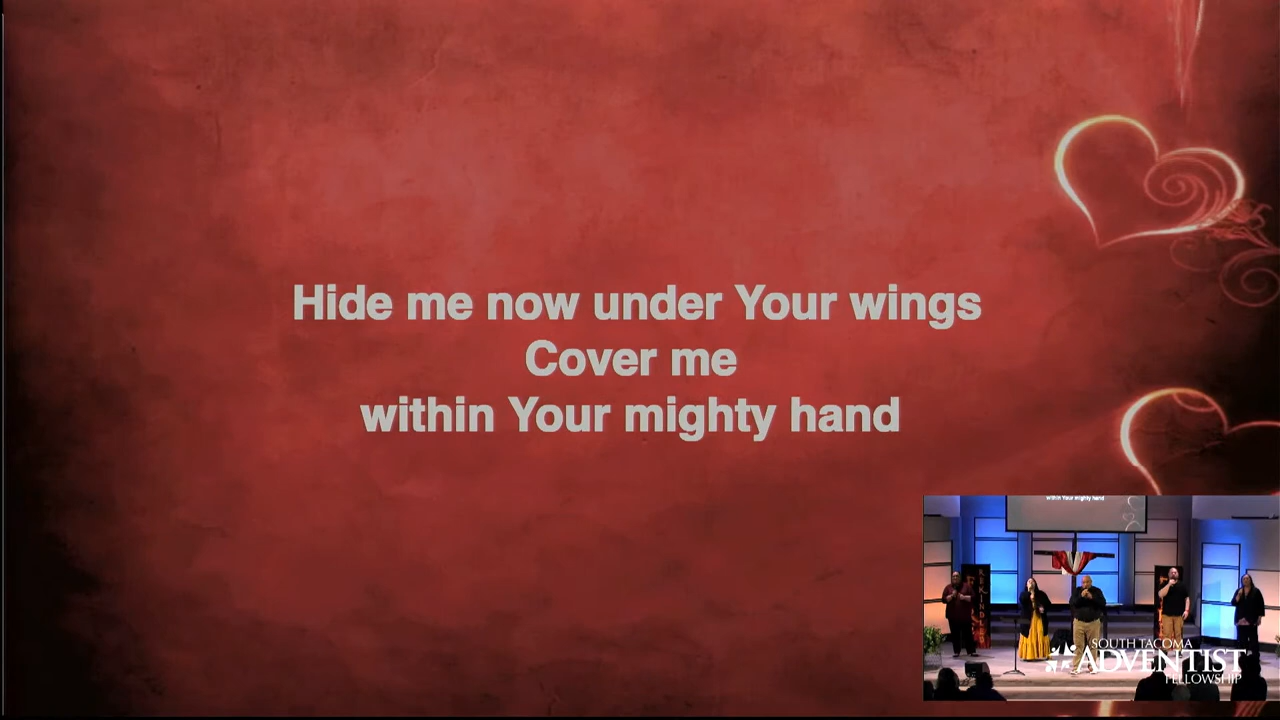 Hide me now under Your wings
Cover me
within Your mighty hand
within Your mighty hand
SOUTH TACOMA
ADVENTIST
FELLOWSHIP